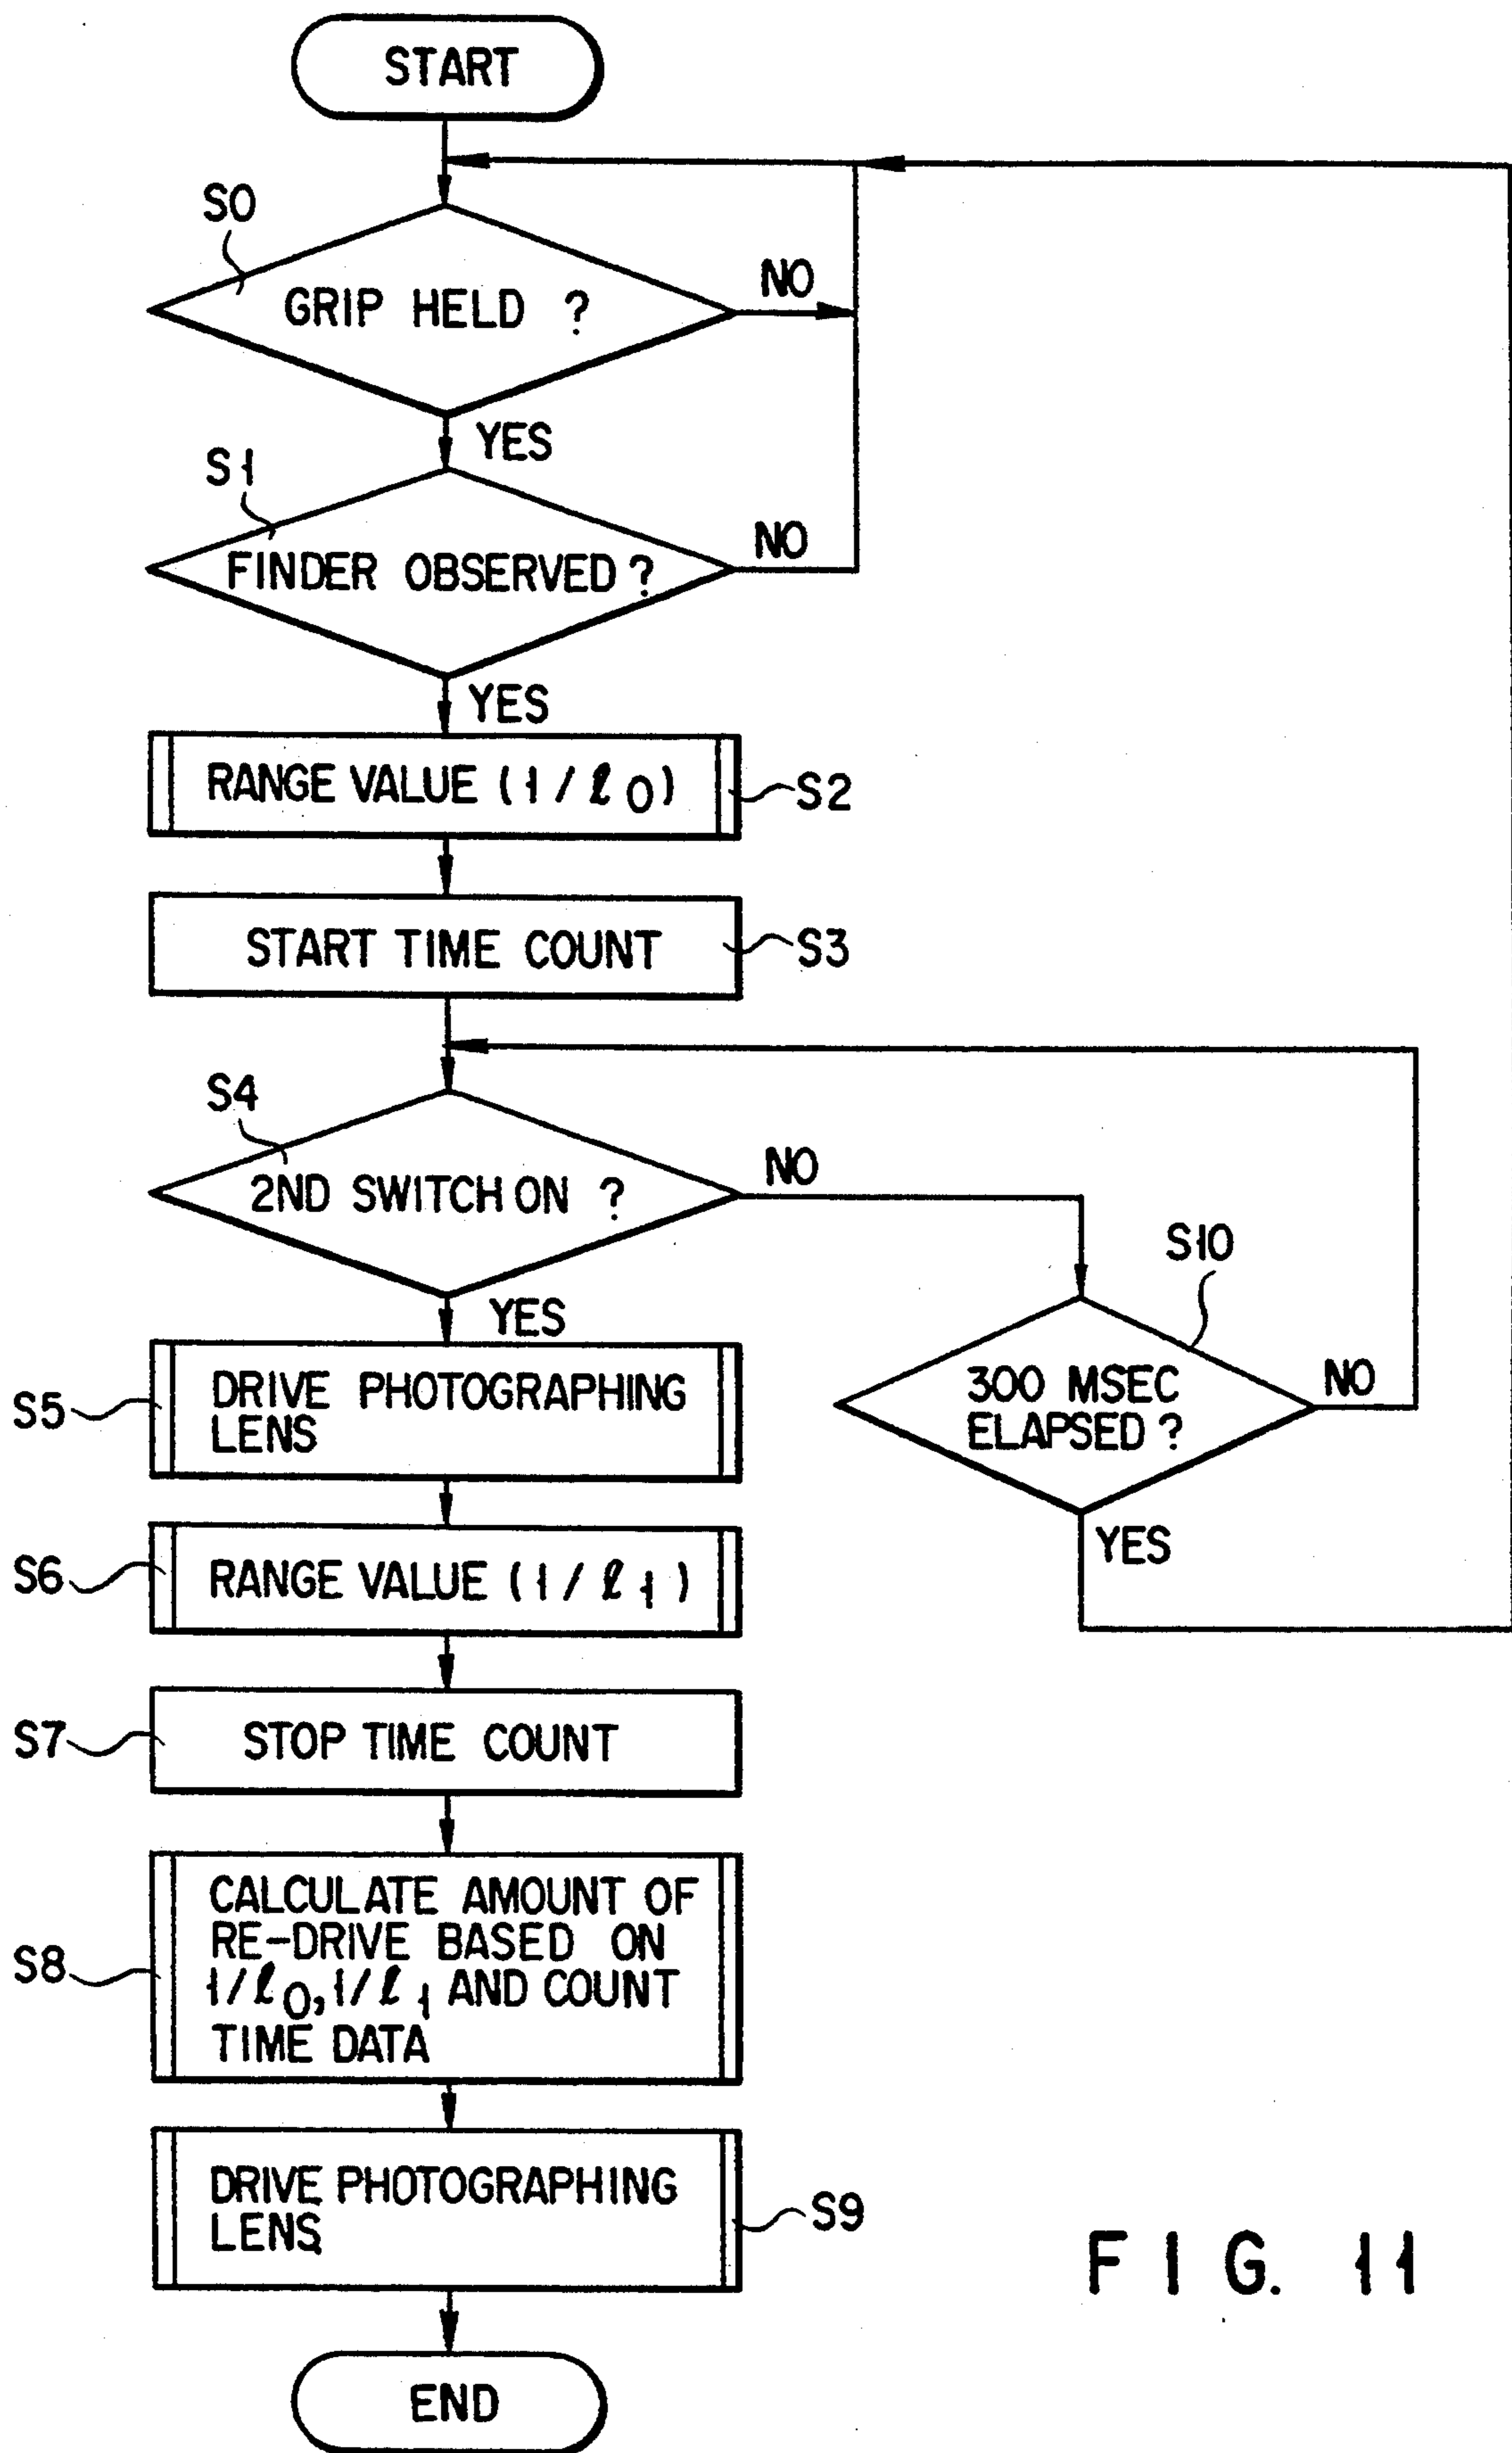 START
S0
GRIP HELD ?
NO
YES
S1
FINDER OBSERVED ?
NO
YES
RANGE VALUE (1/ℓ0)
S2
START TIME COUNT
S3
S4
2ND SWITCH ON ?
NO
YES
S10
300 MSEC
ELAPSED ?
NO
YES
S5
DRIVE PHOTOGRAPHING
LENS
S6
RANGE VALUE (1/ℓ1)
S7
STOP TIME COUNT
S8
CALCULATE AMOUNT OF
RE-DRIVE BASED ON
1/ℓ0, 1/ℓ1 AND COUNT
TIME DATA
DRIVE PHOTOGRAPHING
LENS
S9
END
FIG. 11